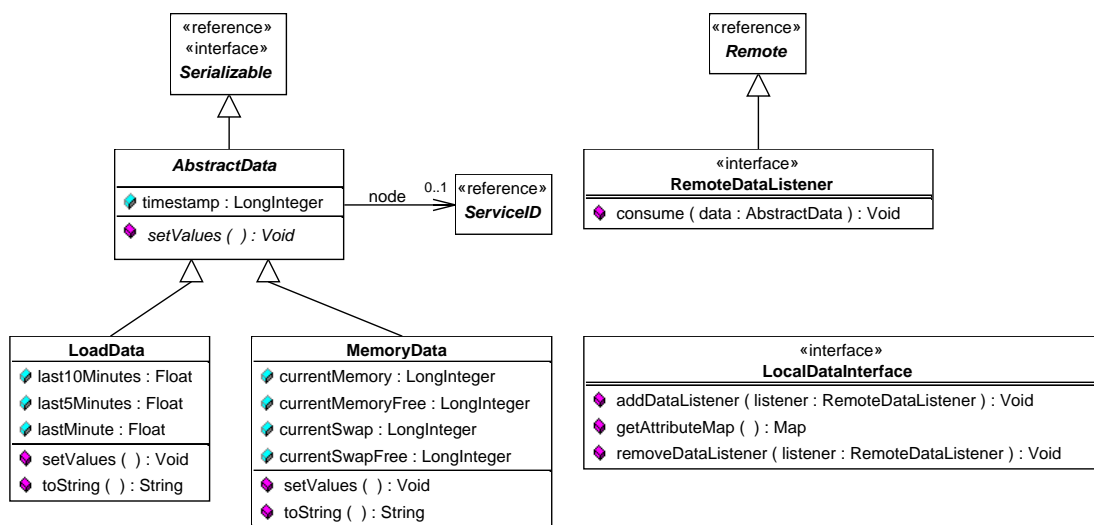 «reference»
«interface»
Serializable
«reference»
Remote
AbstractData
timestamp : LongInteger
setValues ( ) : Void
node
0..1
«reference»
ServiceID
«interface»
RemoteDataListener
consume ( data : AbstractData ) : Void
LoadData
last10Minutes : Float
last5Minutes : Float
lastMinute : Float
setValues ( ) : Void
toString ( ) : String
MemoryData
currentMemory : LongInteger
currentMemoryFree : LongInteger
currentSwap : LongInteger
currentSwapFree : LongInteger
setValues ( ) : Void
toString ( ) : String
«interface»
LocalDataInterface
addDataListener ( listener : RemoteDataListener ) : Void
getAttributeMap ( ) : Map
removeDataListener ( listener : RemoteDataListener ) : Void